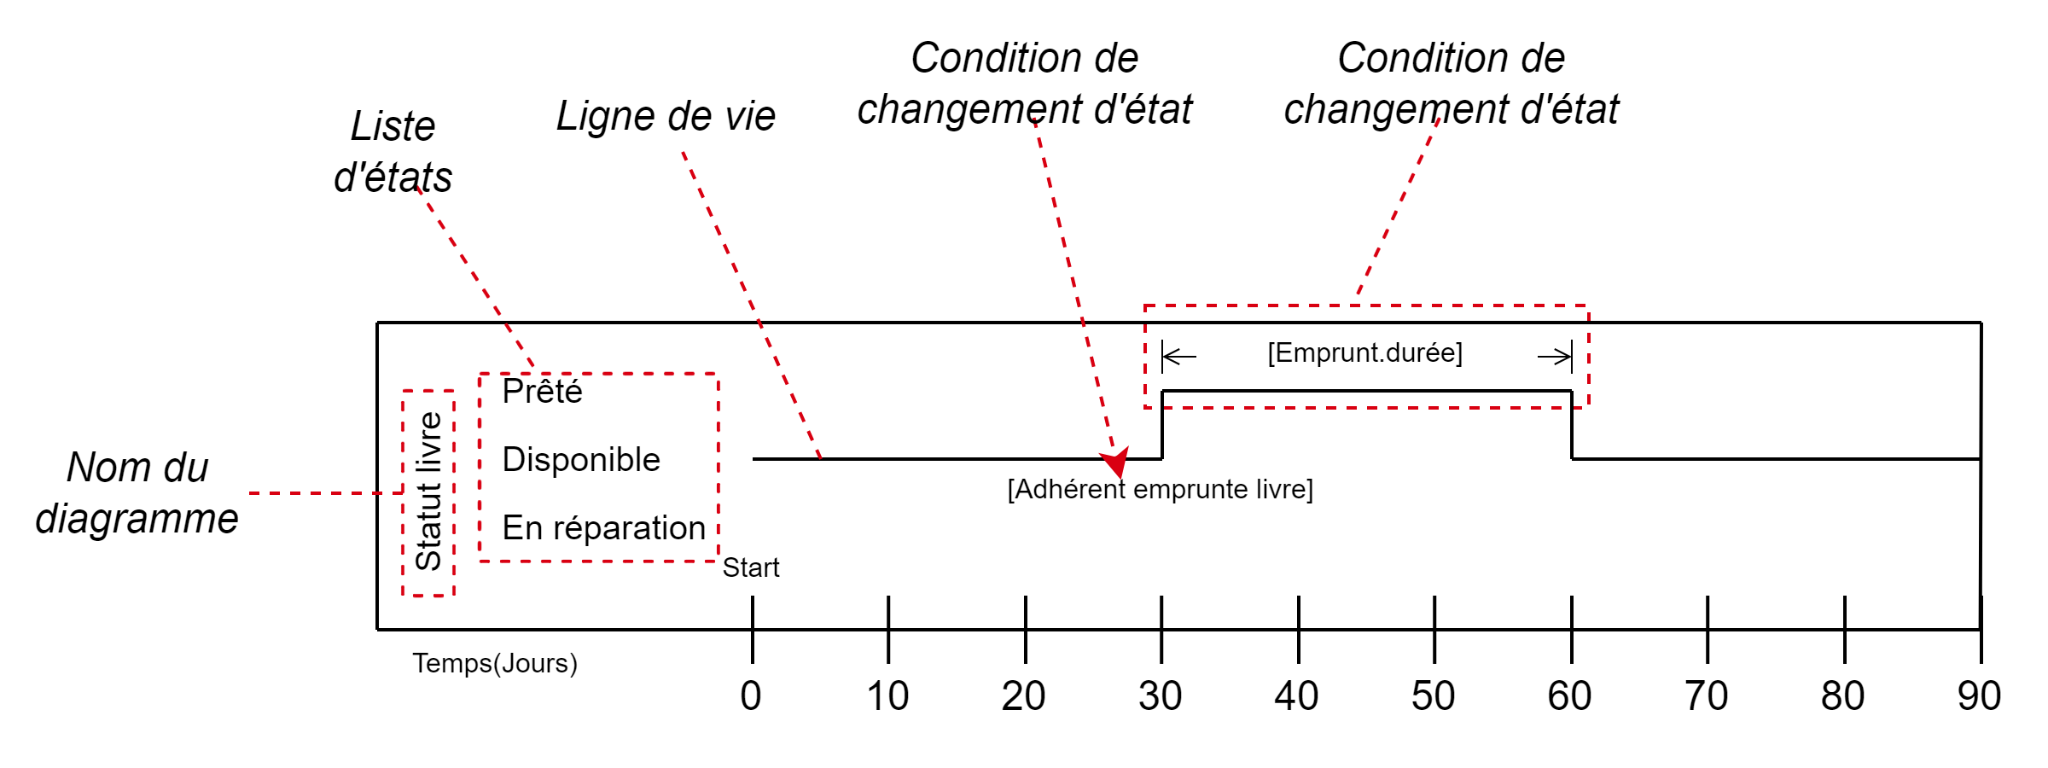 Condition de
changement d'état
Condition de
changement d'état
Liste
d'états
Ligne de vie
[Emprunt.durée]
Prêté
Disponible
En réparation
Statut livre
Nom du
diagramme
[Adhérent emprunte livre]
Start
Temps(Jours)
0 10 20 30 40 50 60 70 80 90